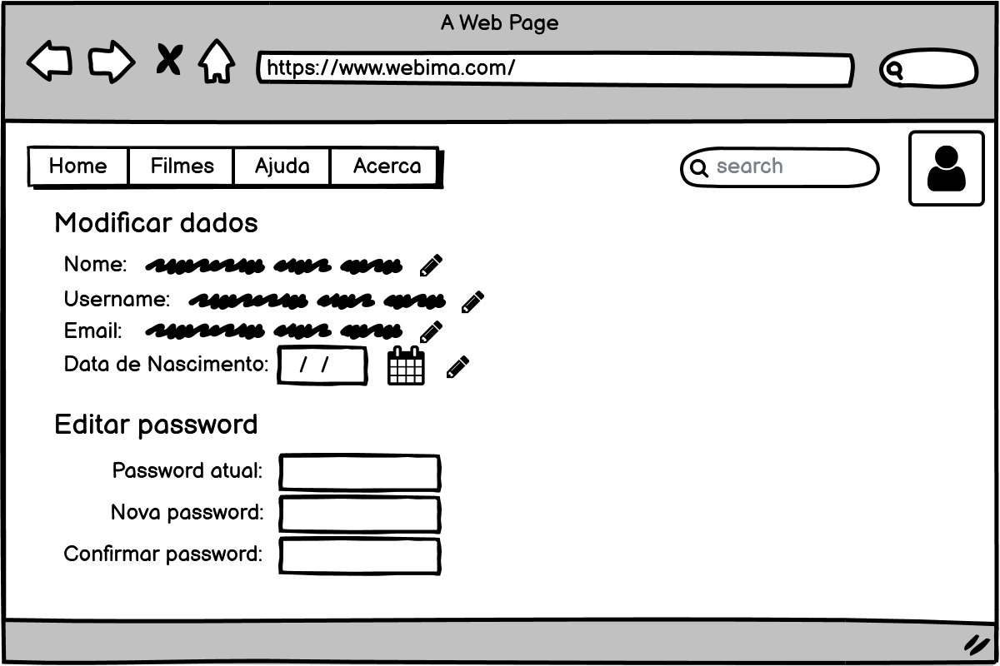 A Web Page
https://www.webima.com/
Home Filmes Ajuda Acerca search
Modificar dados
Nome:
Username:
Email:
Data de Nascimento: / /
Editar password
Password atual:
Nova password:
Confirmar password: